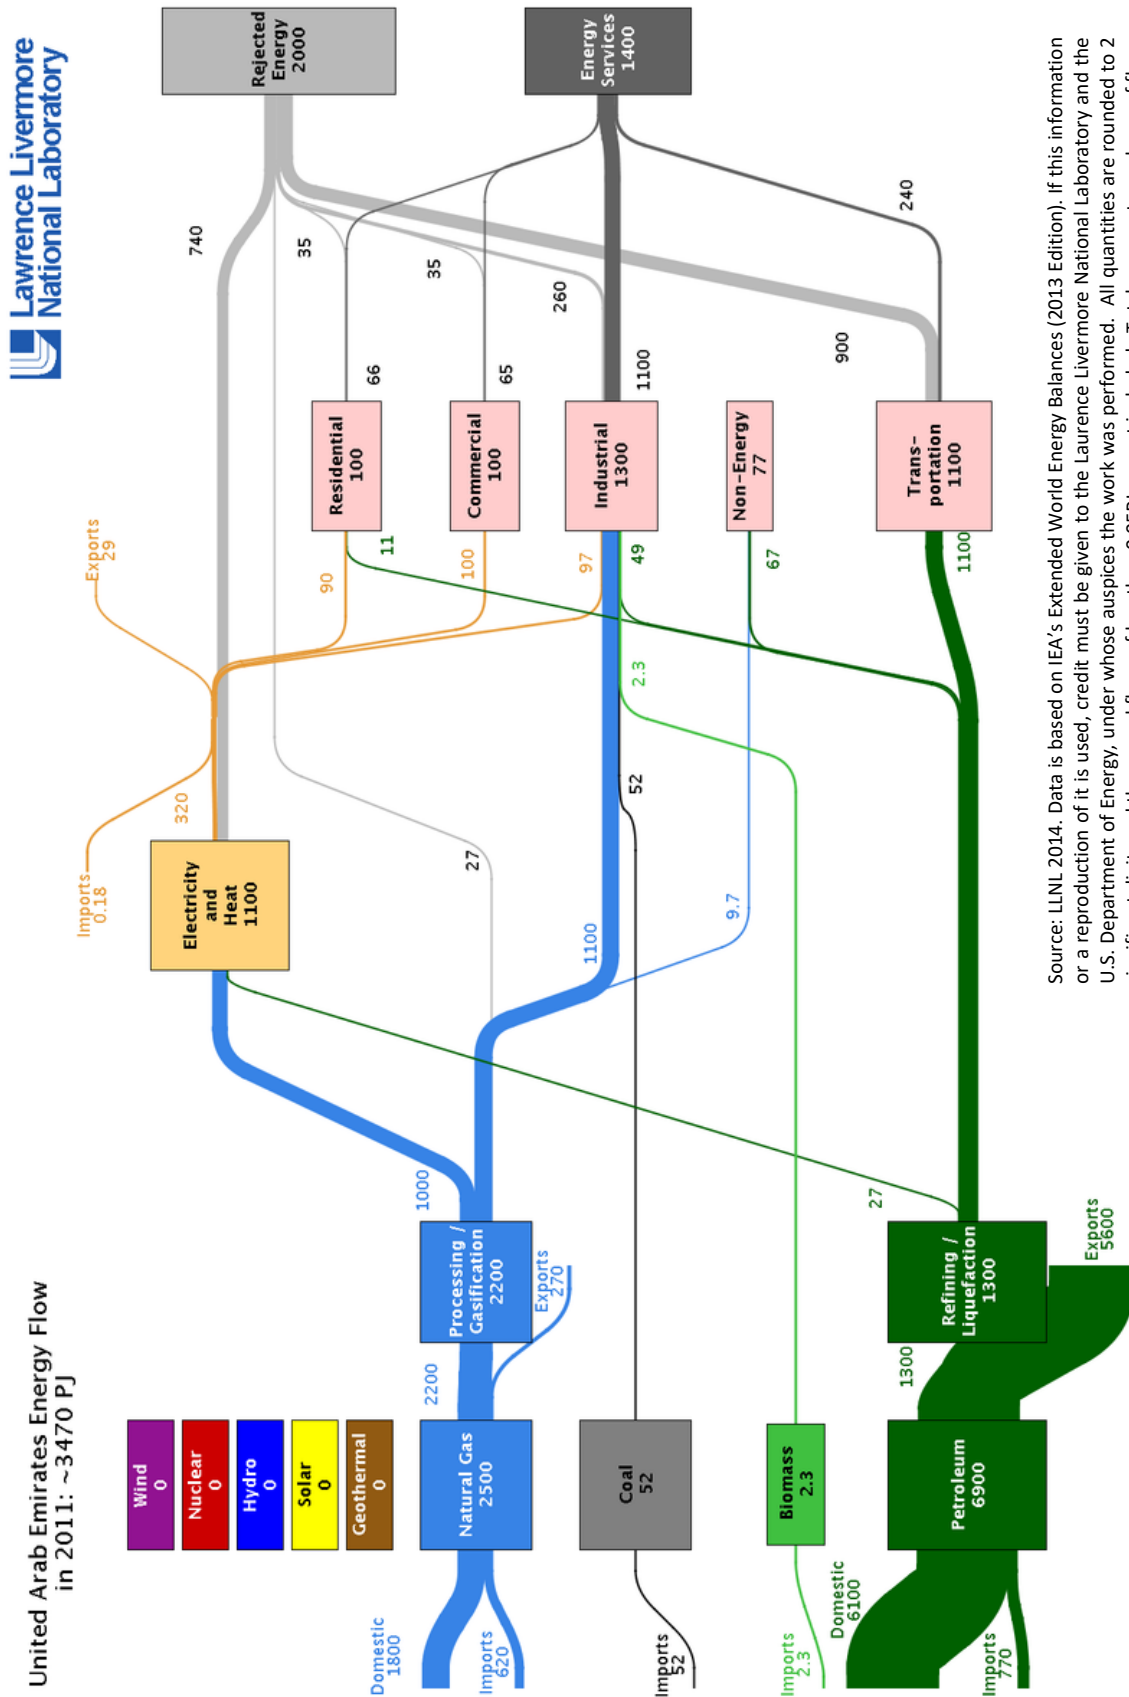 United Arab Emirates Energy Flow
in 2011: ~3470 PJ
Lawrence Livermore
National Laboratory
Wind
0
Nuclear
0
Hydro
0
Solar
0
Geothermal
0
Domestic
1800
Imports
620
Natural Gas
2500
2200
Exports
270
Processing /
Gasification
2200
1000
Imports
52
Coal
52
Imports
2.3
Biomass
2.3
Domestic
6100
Imports
770
Petroleum
6900
1300
Exports
5600
Refining /
Liquefaction
1300
27
Imports
0.18
Electricity
and
Heat
1100
320
Exports
29
27
1100
9.7
52
2.3
90
11
100
97
49
67
1100
Residential
100
Commercial
100
Industrial
1300
Non-Energy
77
Trans-
portation
1100
740
35
66
35
65
260
1100
900
240
Rejected
Energy
2000
Energy
Services
1400
Source: LLNL 2014. Data is based on IEA's Extended World Energy Balances (2013 Edition). If this information
or a reproduction of it is used, credit must be given to the Laurence Livermore National Laboratory and the
U.S. Department of Energy, under whose auspices the work was performed. All quantities are rounded to 2